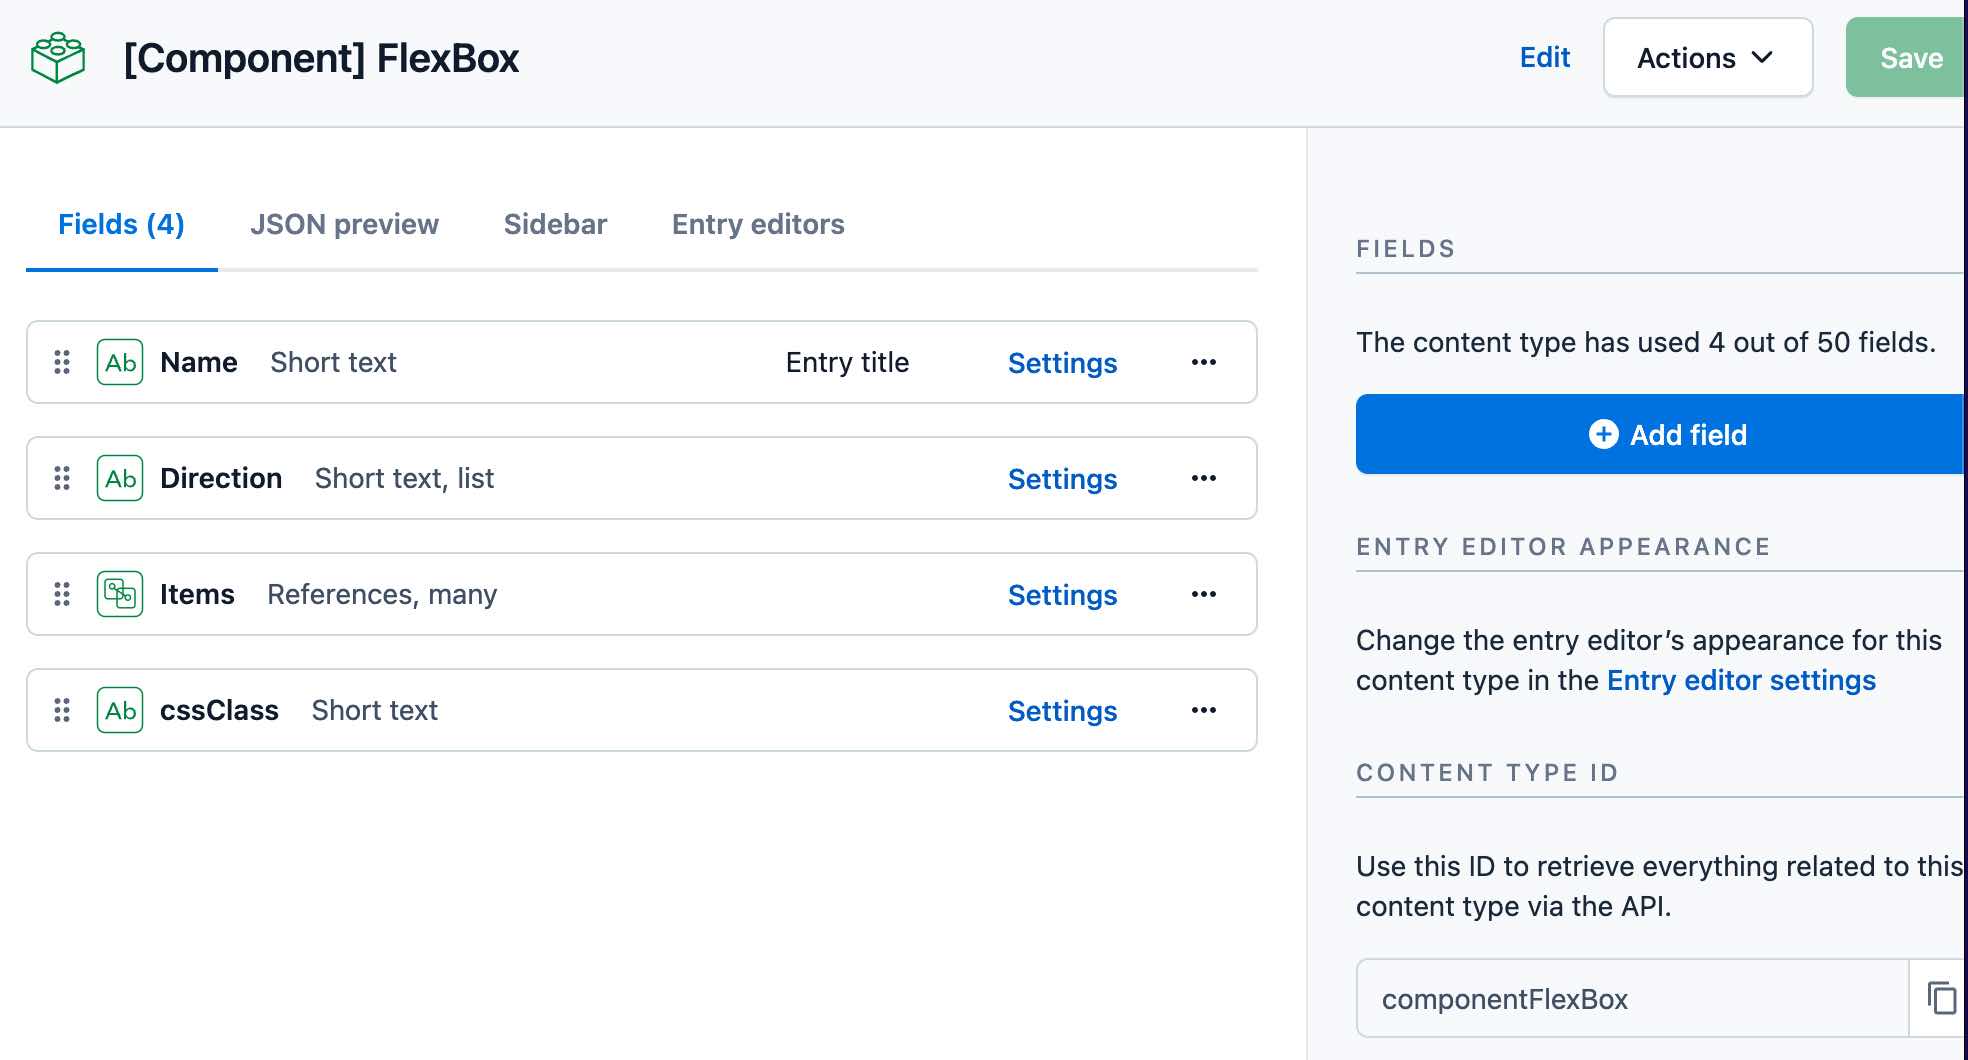 [Component] FlexBox
Edit
Actions
Save
Fields (4)
JSON preview
Sidebar
Entry editors
Ab Name Short text Entry title Settings
Ab Direction Short text, list Settings
Items References, many Settings
Ab cssClass Short text Settings
FIELDS
The content type has used 4 out of 50 fields.
Add field
ENTRY EDITOR APPEARANCE
Change the entry editor’s appearance for this
content type in the Entry editor settings
CONTENT TYPE ID
Use this ID to retrieve everything related to this
content type via the API.
componentFlexBox